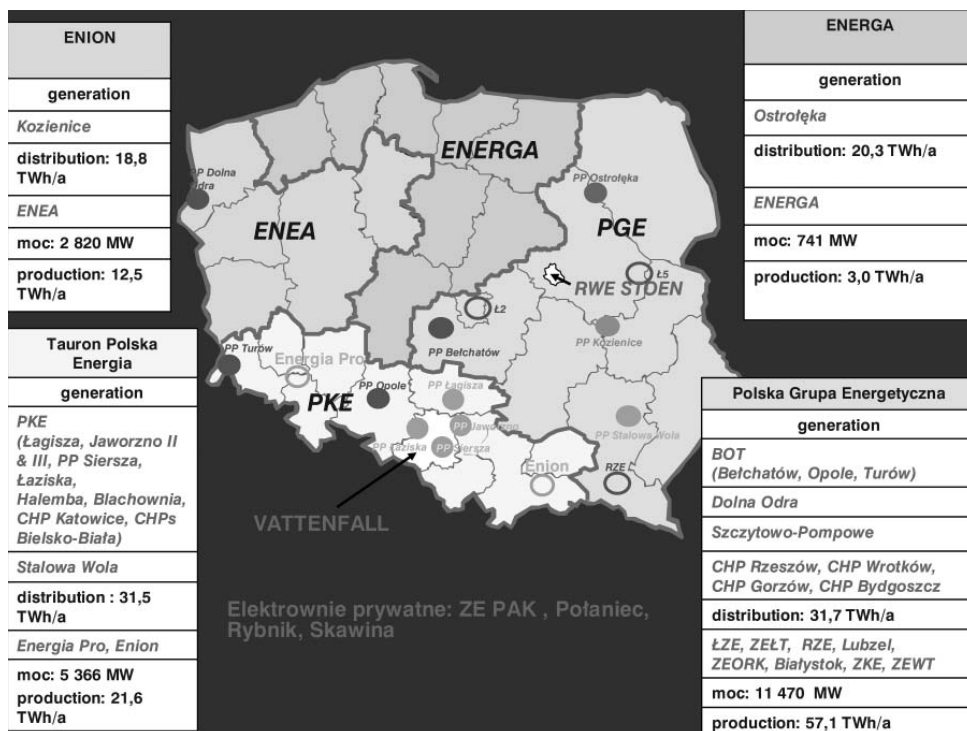 ENION
generation
Kozienice
distribution: 18,8
TWh/a
ENEA
moc: 2 820 MW
production: 12,5
TWh/a
Tauron Polska
Energia
generation
PKE
(Łagisza, Jaworzno II
& III, PP Siersza,
Łaziska,
Halemba, Blachownia,
CHP Katowice, CHPs
Bielsko-Biała)
Stalowa Wola
distribution : 31,5
TWh/a
Energia Pro, Enion
moc: 5 366 MW
production: 21,6
TWh/a
ENERGA
PP Dolna
Odra
PP Ostrołęka
ENEA
PGE
RWE STOEN
Ł5
Ł2
PP Bełchatów
PP Kozienice
PP Turów
Energia Pro
PP Opole
PP Łagisza
PKE
PP Jaworzno
PP Łaziska
PP Siersza
PP Stalowa Wola
Enion
RZE
VATTENFALL
Elektrownie prywatne: ZE PAK , Połaniec,
Rybnik, Skawina
ENERGA
generation
Ostrołęka
distribution: 20,3 TWh/a
ENERGA
moc: 741 MW
production: 3,0 TWh/a
Polska Grupa Energetyczna
generation
BOT
(Bełchatów, Opole, Turów)
Dolna Odra
Szczytowo-Pompowe
CHP Rzeszów, CHP Wrotków,
CHP Gorzów, CHP Bydgoszcz
distribution: 31,7 TWh/a
ŁZE, ZEŁT, RZE, Lubzel,
ZEORK, Białystok, ZKE, ZEWT
moc: 11 470 MW
production: 57,1 TWh/a